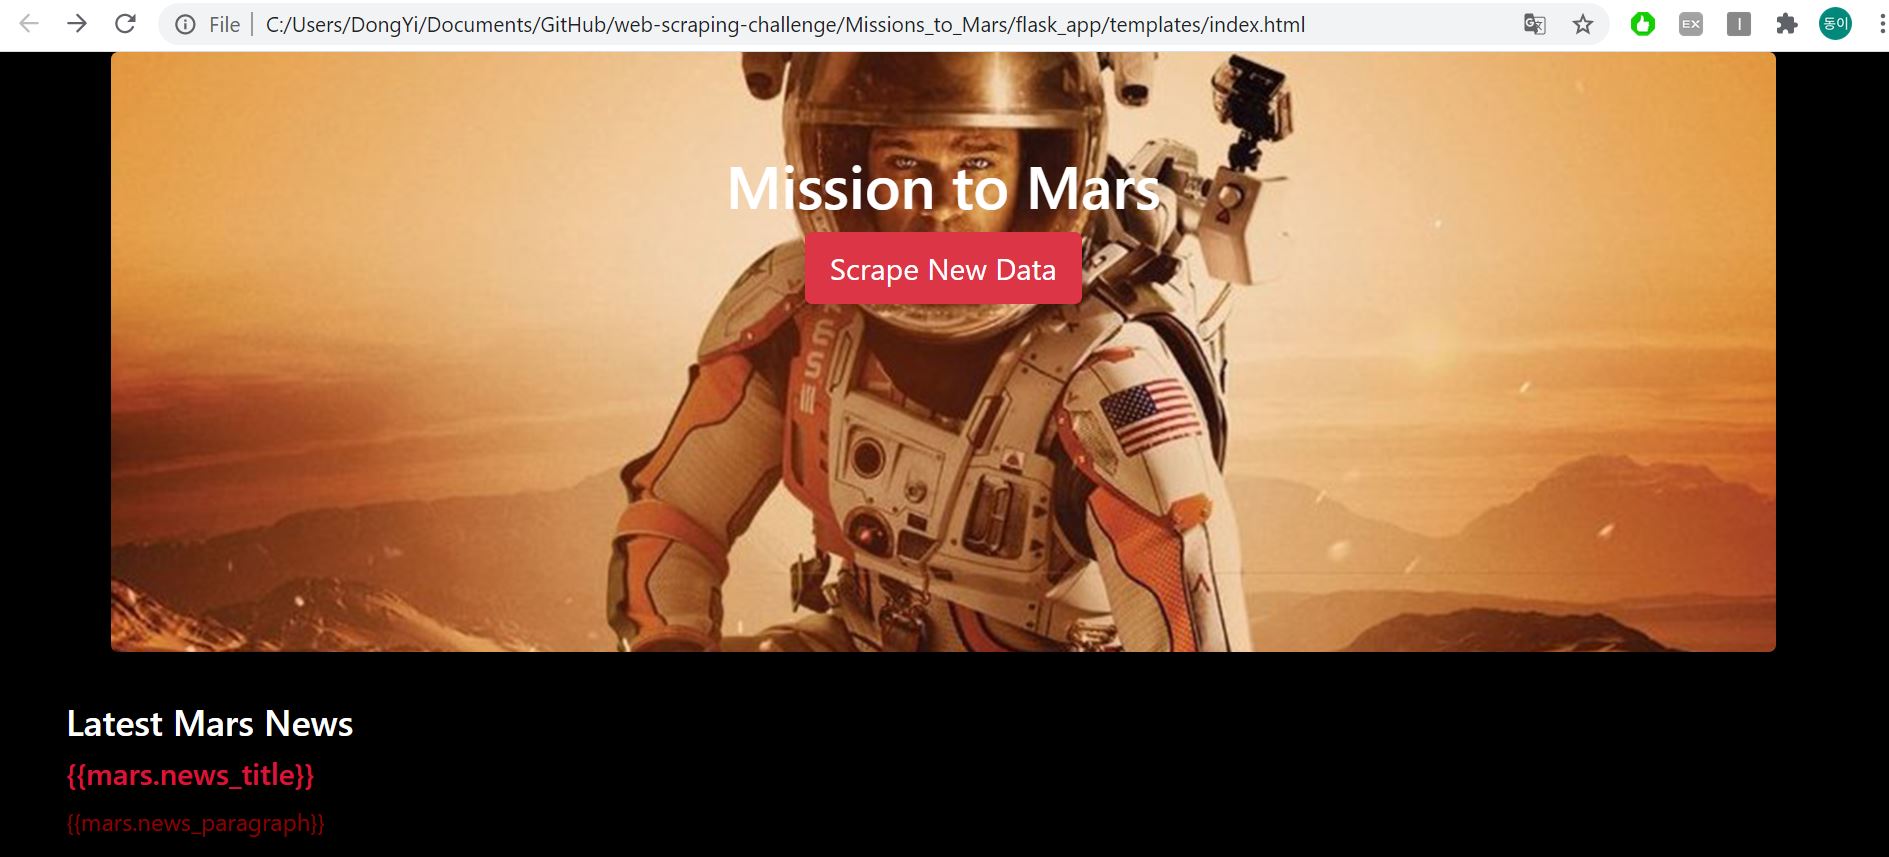 File | C:/Users/DongYi/Documents/GitHub/web-scraping-challenge/Missions_to_Mars/flask_app/templates/index.html
EX
동이
Mission to Mars
Scrape New Data
Latest Mars News
{{mars.news_title}}
{{mars.news_paragraph}}